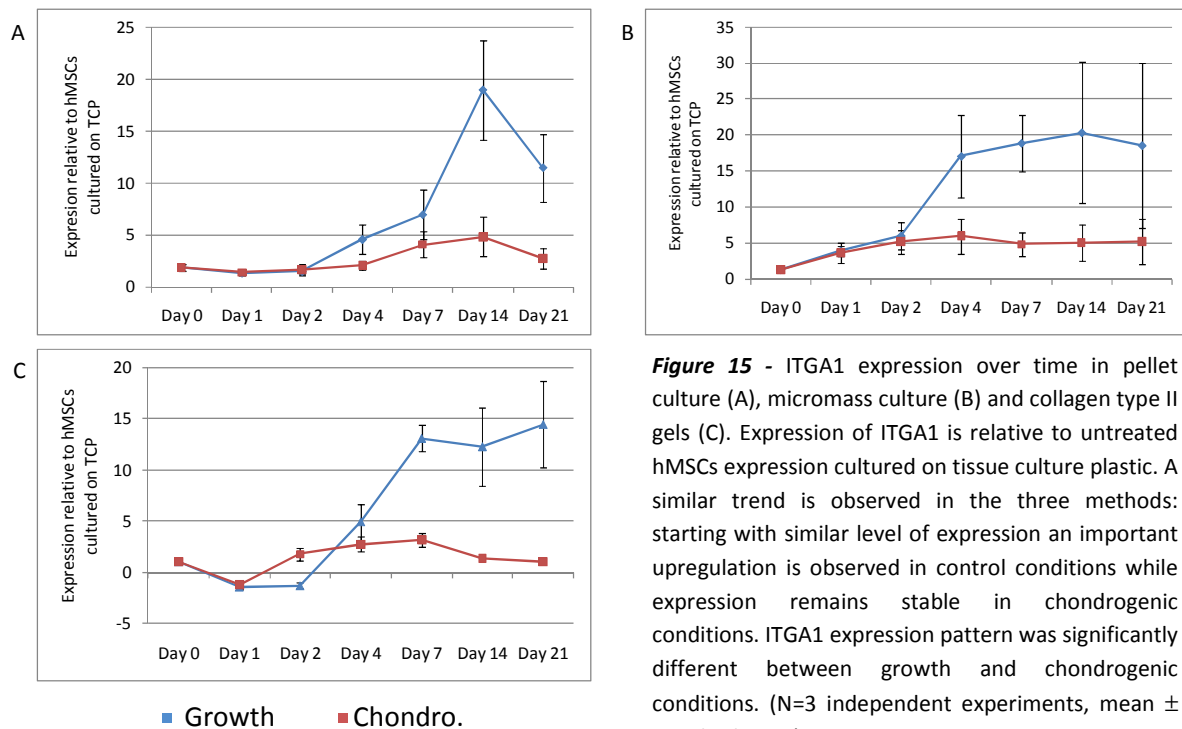 A
Expresion relative to hMSCs
cultured on TCP
25
20
15
10
5
0
Day 0 Day 1 Day 2 Day 4 Day 7 Day 14 Day 21
B
Expression relative to hMSCs
cultured on TCP
35
30
25
20
15
10
5
0
Day 0 Day 1 Day 2 Day 4 Day 7 Day 14 Day 21
C
Expression relative to hMSCs
cultured on TCP
20
15
10
5
0
-5
Day 0 Day 1 Day 2 Day 4 Day 7 Day 14 Day 21
Growth Chondro.
Figure 15 - ITGA1 expression over time in pellet
culture (A), micromass culture (B) and collagen type II
gels (C). Expression of ITGA1 is relative to untreated
hMSCs expression cultured on tissue culture plastic. A
similar trend is observed in the three methods:
starting with similar level of expression an important
upregulation is observed in control conditions while
expression remains stable in chondrogenic
conditions. ITGA1 expression pattern was significantly
different between growth and chondrogenic
conditions. (N=3 independent experiments, mean ±